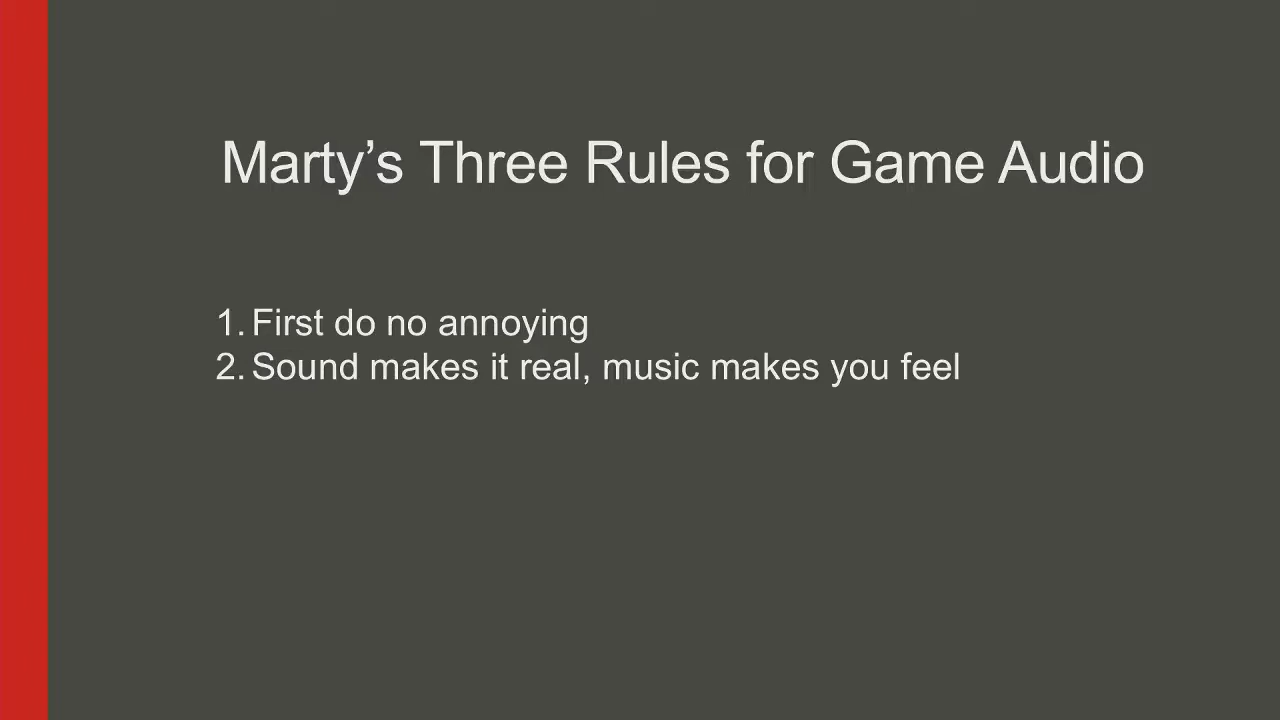 Marty’s Three Rules for Game Audio
1. First do no annoying
2. Sound makes it real, music makes you feel